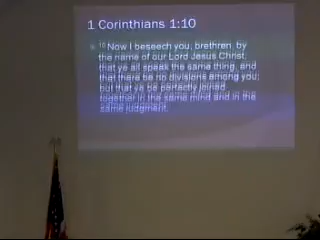 1 Corinthians 1:10
10 Now I beseech you, brethren, by
the name of our Lord Jesus Christ,
that ye all speak the same thing, and
that there be no divisions among you;
but that ye be perfectly joined
together in the same mind and in the
same judgment.